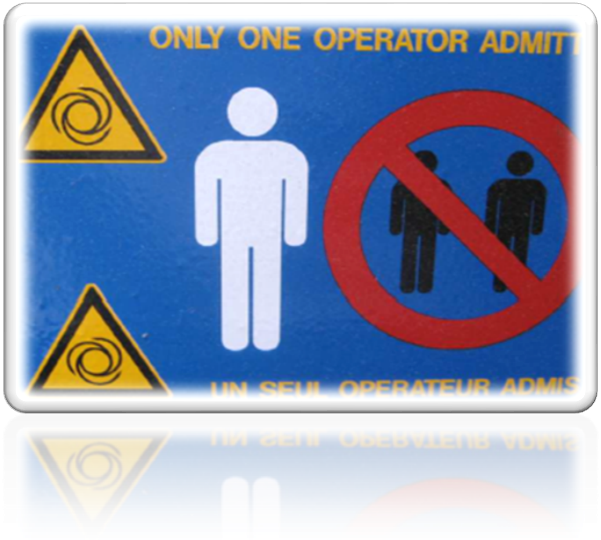 ONLY ONE OPERATOR ADMITT
UN SEUL OPERATEUR ADMIS